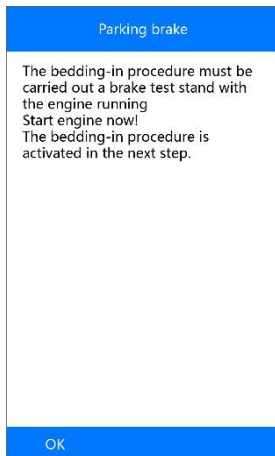 Parking brake
The bedding-in procedure must be
carried out a brake test stand with
the engine running
Start engine now!
The bedding-in procedure is
activated in the next step.
OK